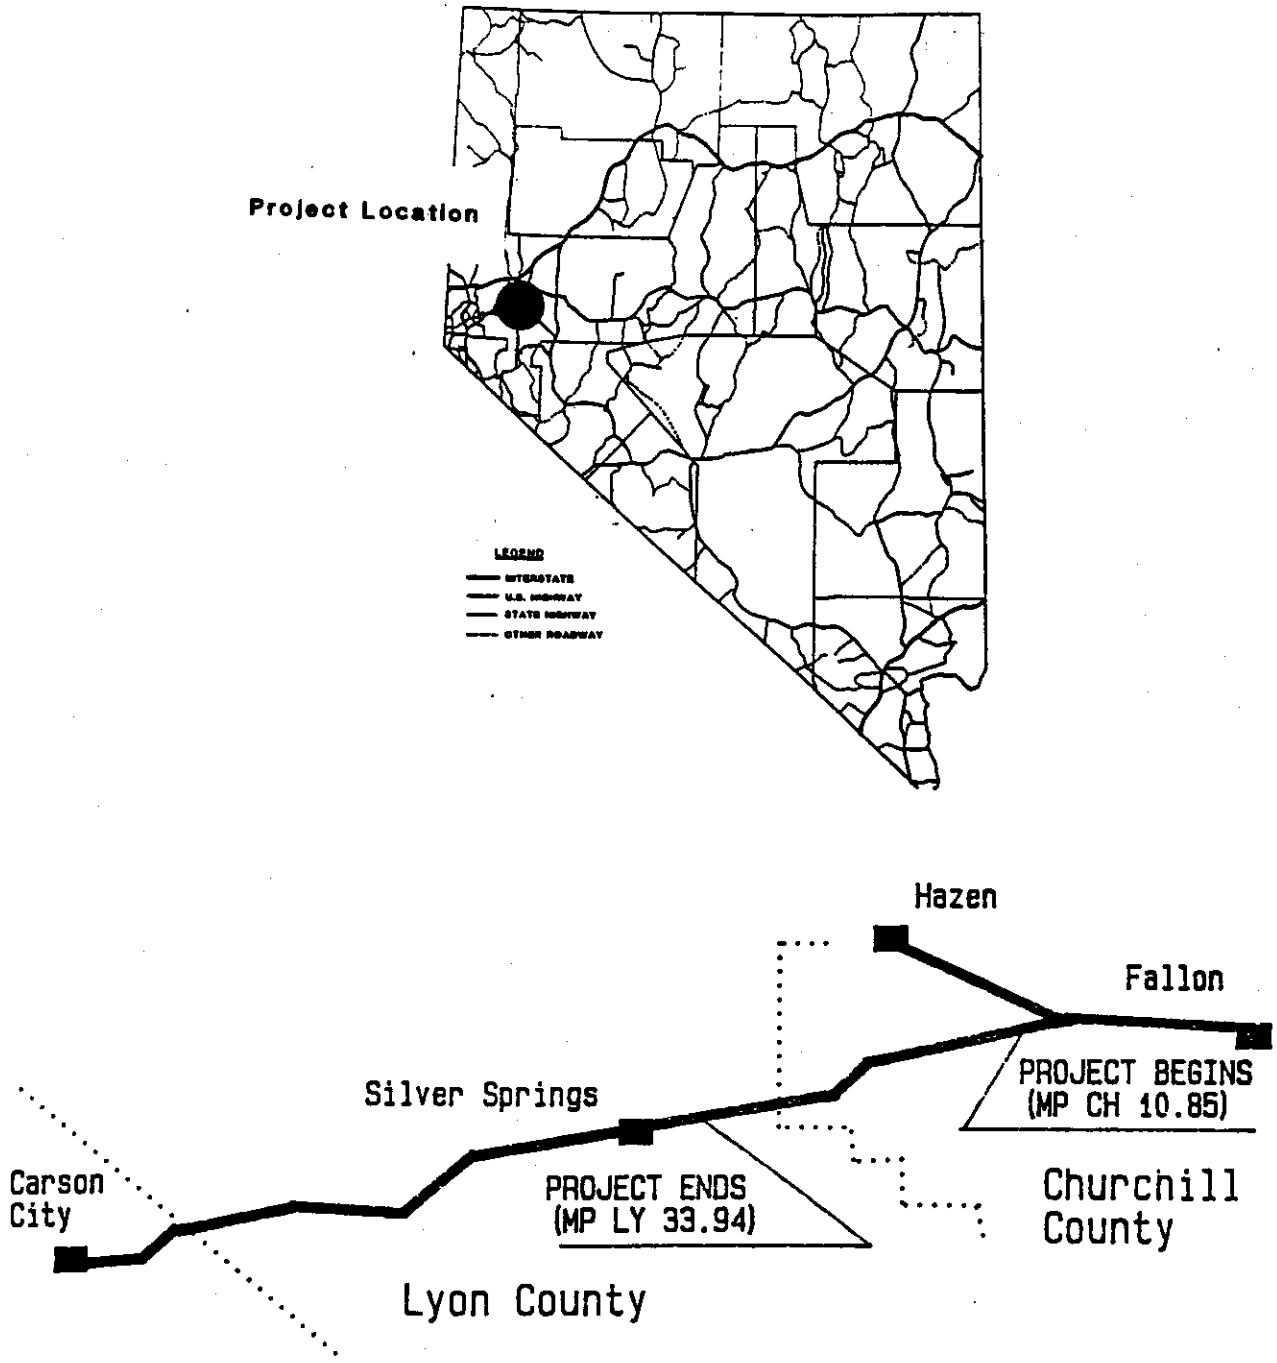 Project Location
LEGEND
INTERSTATE
U.S. HIGHWAY
STATE HIGHWAY
OTHER ROADWAY
Hazen
Fallon
PROJECT BEGINS
(MP CH 10.85)
Silver Springs
Carson
City
PROJECT ENDS
(MP LY 33.94)
Churchill
County
Lyon County